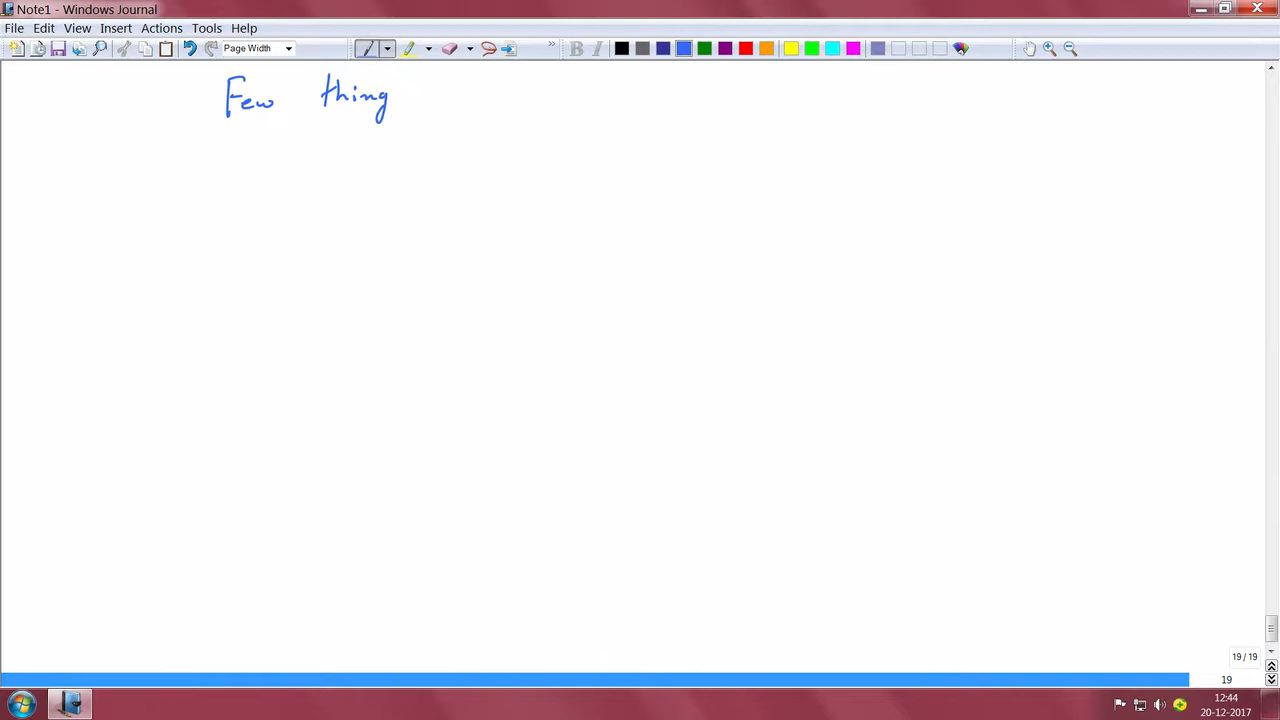 Note1 - Windows Journal
File Edit View Insert Actions Tools Help
Page Width
B I
Few thing
19 / 19
19
12:44
20-12-2017